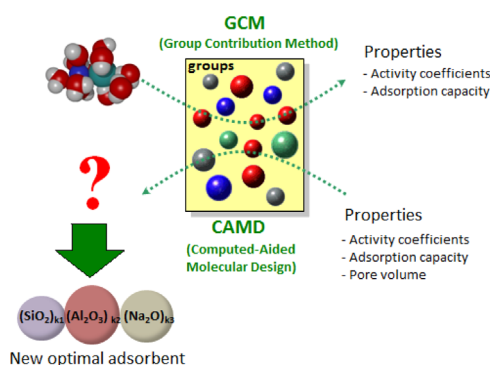 GCM
(Group Contribution Method)
groups
Properties
- Activity coefficients
- Adsorption capacity
?
CAMD
(Computed-Aided
Molecular Design)
Properties
- Activity coefficients
- Adsorption capacity
- Pore volume
(SiO₂)k1 (Al₂O₃)k2 (Na₂O)k3
New optimal adsorbent